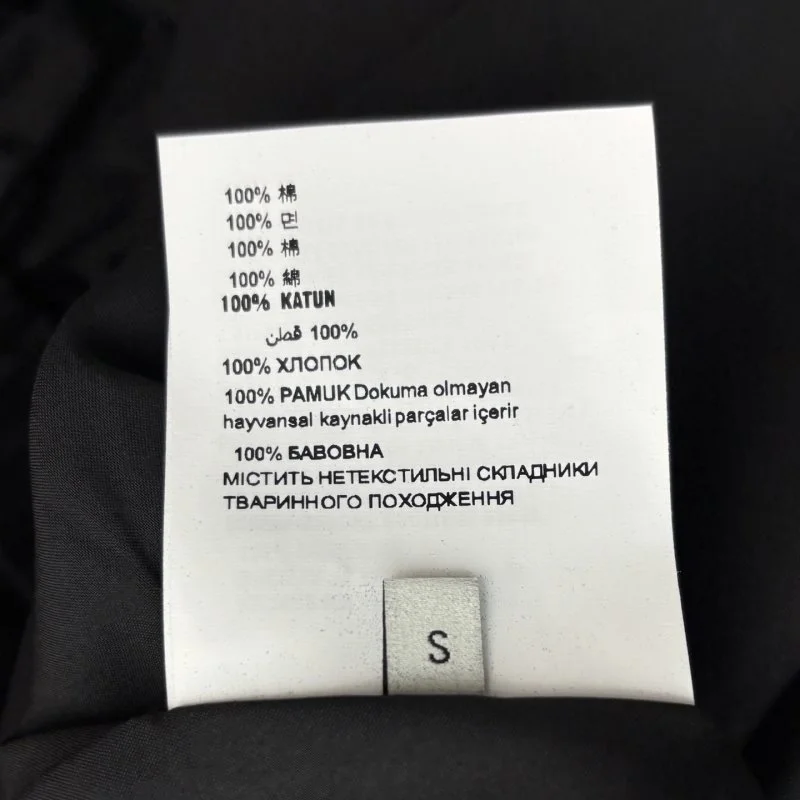 100% 棉
100% 면
100% 棉
100% 綿
100% KATUN
100% قطن
100% ХЛОПОК
100% PAMUK Dokuma olmayan
hayvansal kaynakli parçalar içerir
100% БАВОВНА
МІСТИТЬ НЕТЕКСТИЛЬНІ СКЛАДНИКИ
ТВАРИННОГО ПОХОДЖЕННЯ
S